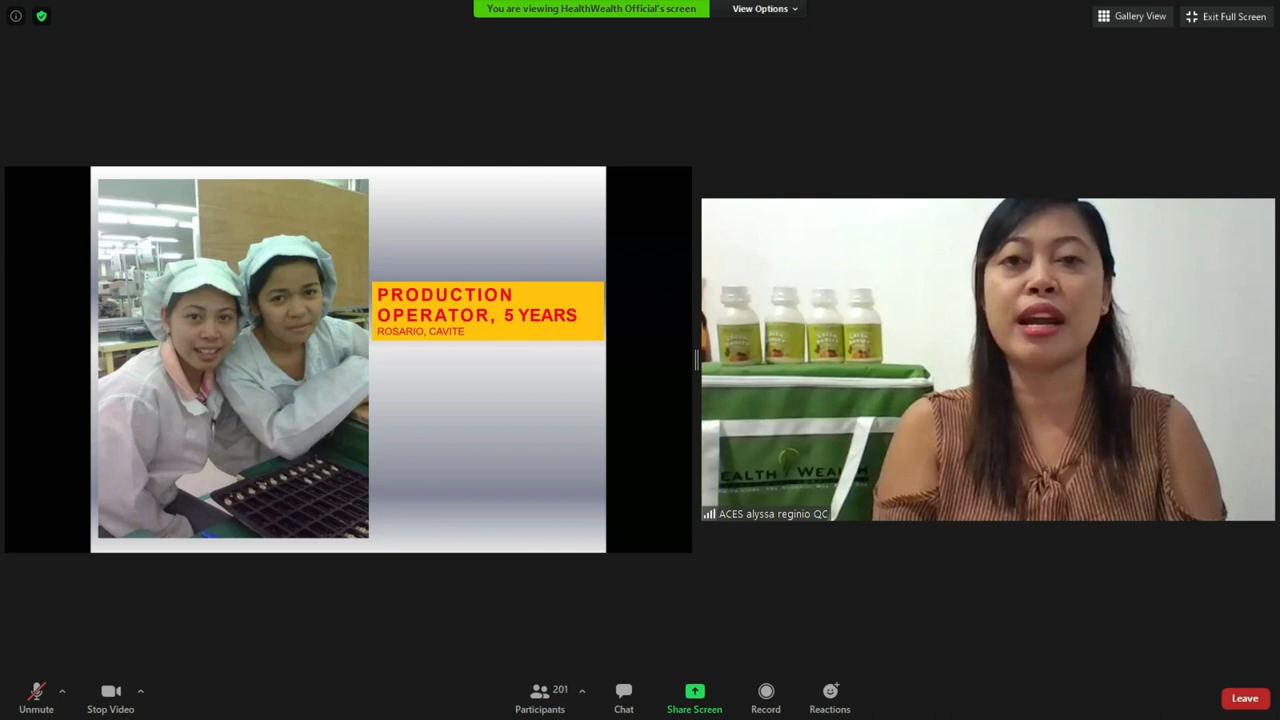 You are viewing HealthWealth Official's screen
View Options
Gallery View
Exit Full Screen
PRODUCTION
OPERATOR, 5 YEARS
ROSARIO, CAVITE
EALTH WEALTH
ACES alyssa reginio QC
Unmute
Stop Video
201
Participants
Chat
Share Screen
Record
Reactions
Leave